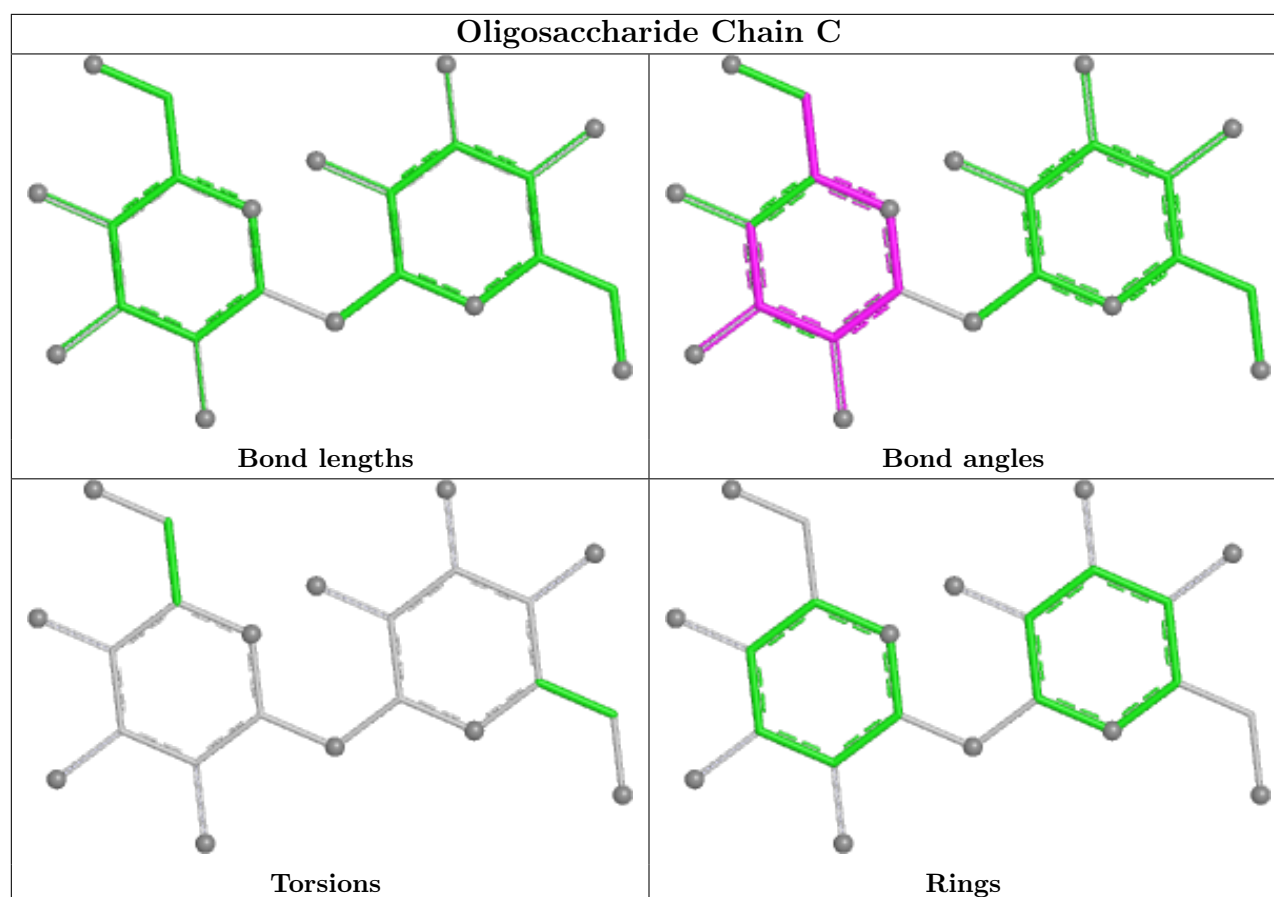 Oligosaccharide Chain C
Bond lengths
Bond angles
Torsions
Rings